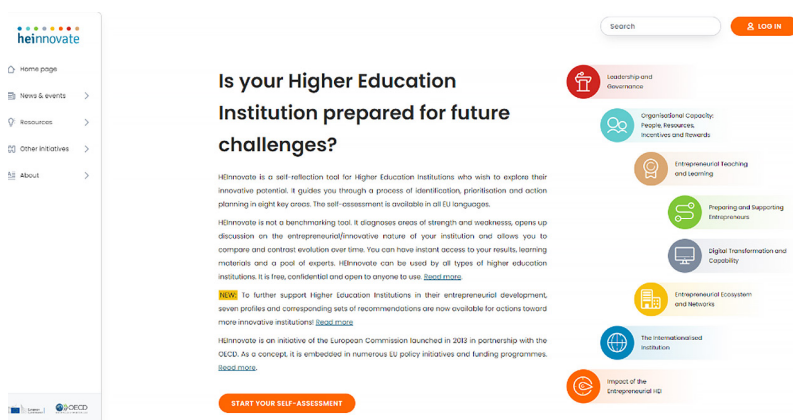 heinnovate
Search
LOG IN
Home page
News & events
Resources
Other initiatives
About
Is your Higher Education
Institution prepared for future
challenges?
HEInnovate is a self-reflection tool for Higher Education Institutions who wish to explore their
innovative potential. It guides you through a process of identification, prioritisation and action
planning in eight key areas. The self-assessment is available in all EU languages.
HEInnovate is not a benchmarking tool. It diagnoses areas of strength and weaknesss, opens up
discussion on the entrepreneurial/innovative nature of your institution and allows you to
compare and contrast evolution over time. You can have instant access to your results, learning
materials and a pool of experts. HEInnovate can be used by all types of higher education
institutions. It is free, confidential and open to anyone to use. Read more.
NEW: To further support Higher Education Institutions in their entrepreneurial development,
seven profiles and corresponding sets of recommendations are now available for actions toward
more innovative institutions! Read more
HEInnovate is an initiative of the European Commission launched in 2013 in partnership with the
OECD. As a concept, it is embedded in numerous EU policy initiatives and funding programmes.
Read more.
START YOUR SELF-ASSESSMENT
Leadership and
Governance
Organisational Capacity:
People, Resources,
Incentives and Rewards
Entrepreneurial Teaching
and Learning
Preparing and Supporting
Entrepreneurs
Digital Transformation and
Capability
Entrepreneurial Ecosystem
and Networks
The Internationalised
Institution
Impact of the
Entrepreneurial HEI
OECD